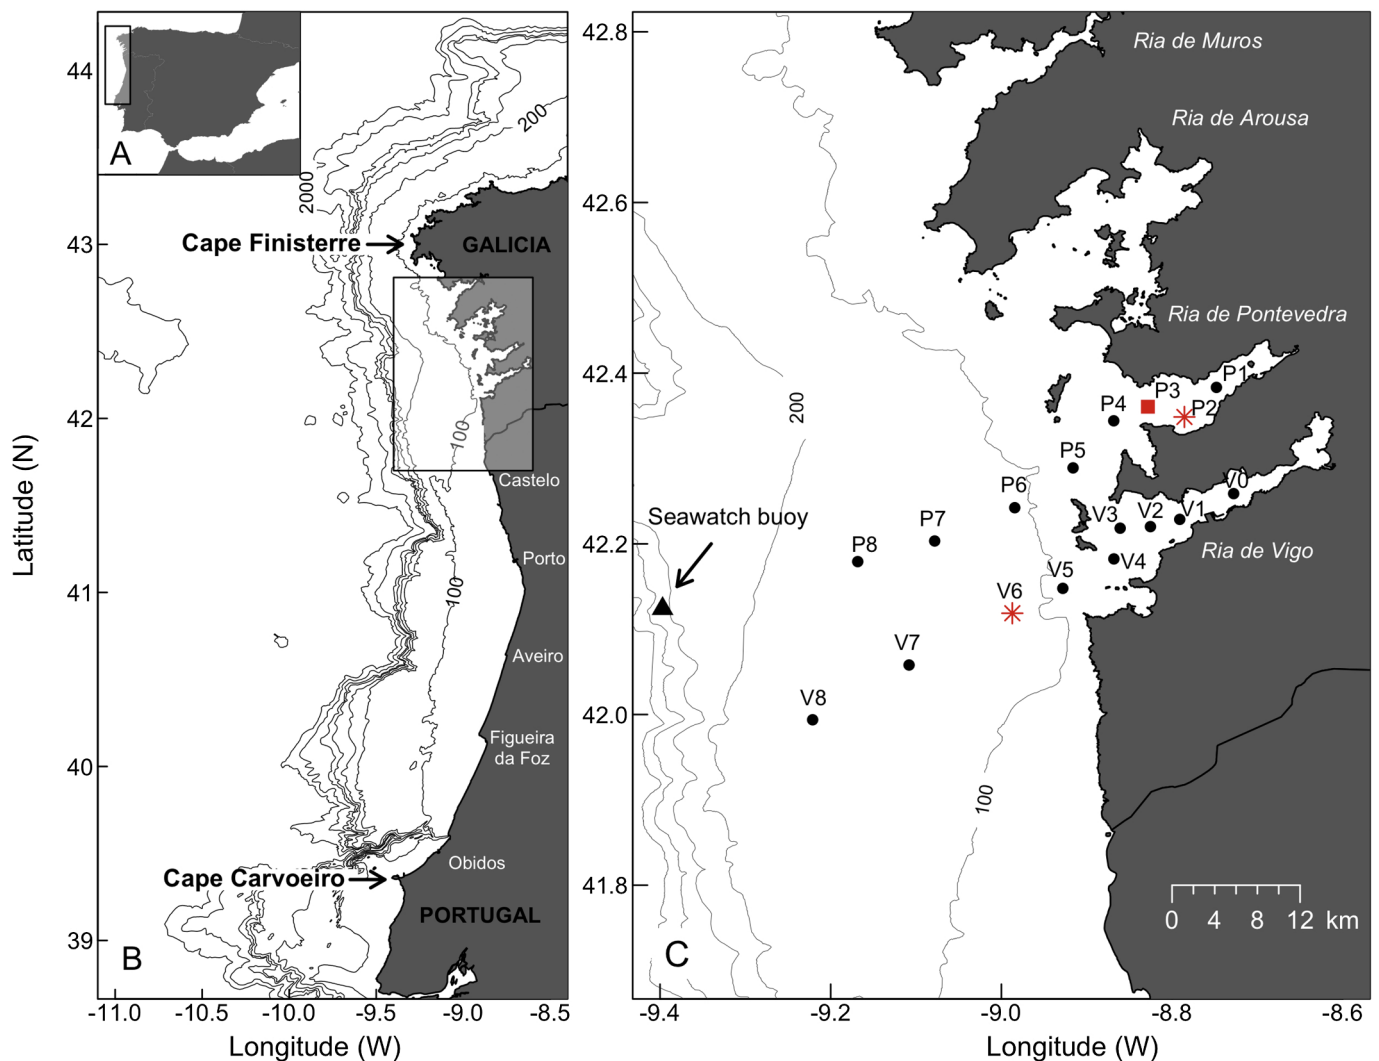 A
44
43
42
41
40
39
Latitude (N)
200
2000
Cape Finisterre
GALICIA
100
Castelo
Porto
100
Aveiro
Figueira
da Foz
Obidos
Cape Carvoeiro
PORTUGAL
B
-11.0
-10.5
-10.0
-9.5
-9.0
-8.5
Longitude (W)
42.8
42.6
42.4
42.2
42.0
41.8
Ria de Muros
Ria de Arousa
Ria de Pontevedra
P1
P3
P2
P4
200
P5
P6
V0
Seawatch buoy
P7
V3
V2
V1
P8
Ria de Vigo
V4
V5
V6
V7
V8
100
0 4 8 12 km
C
-9.4
-9.2
-9.0
-8.8
-8.6
Longitude (W)